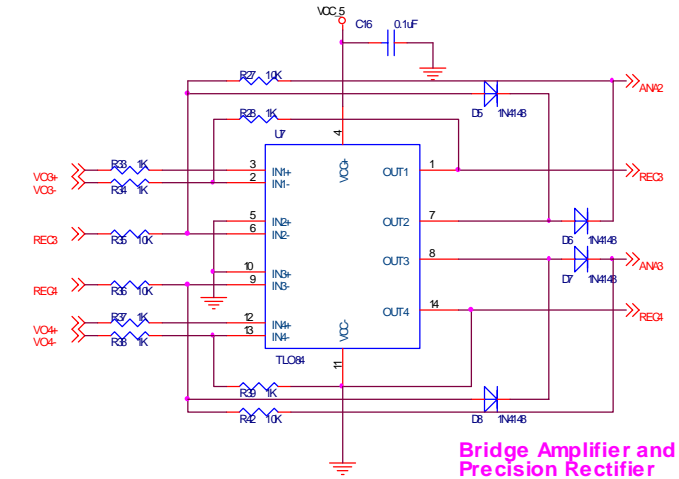 VCC_5
C16 0.1uF
R27 10K
ANA2
D5 1N4148
R28 1K
U7
4
VCC+
R33 1K
VO3+
3 IN1+
OUT1 1
REC3
VO3-
R34 1K
2 IN1-
5 IN2+
OUT2 7
REC3
R35 10K
6 IN2-
D6 1N4148
OUT3 8
ANA3
10 IN3+
D7 1N4148
REC4
R36 10K
9 IN3-
OUT4 14
REC4
R37 1K
VO4+
12 IN4+
VO4-
R38 1K
13 IN4-
VCC-
TL084
11
R39 1K
R42 10K
D8 1N4148
Bridge Amplifier and
Precision Rectifier